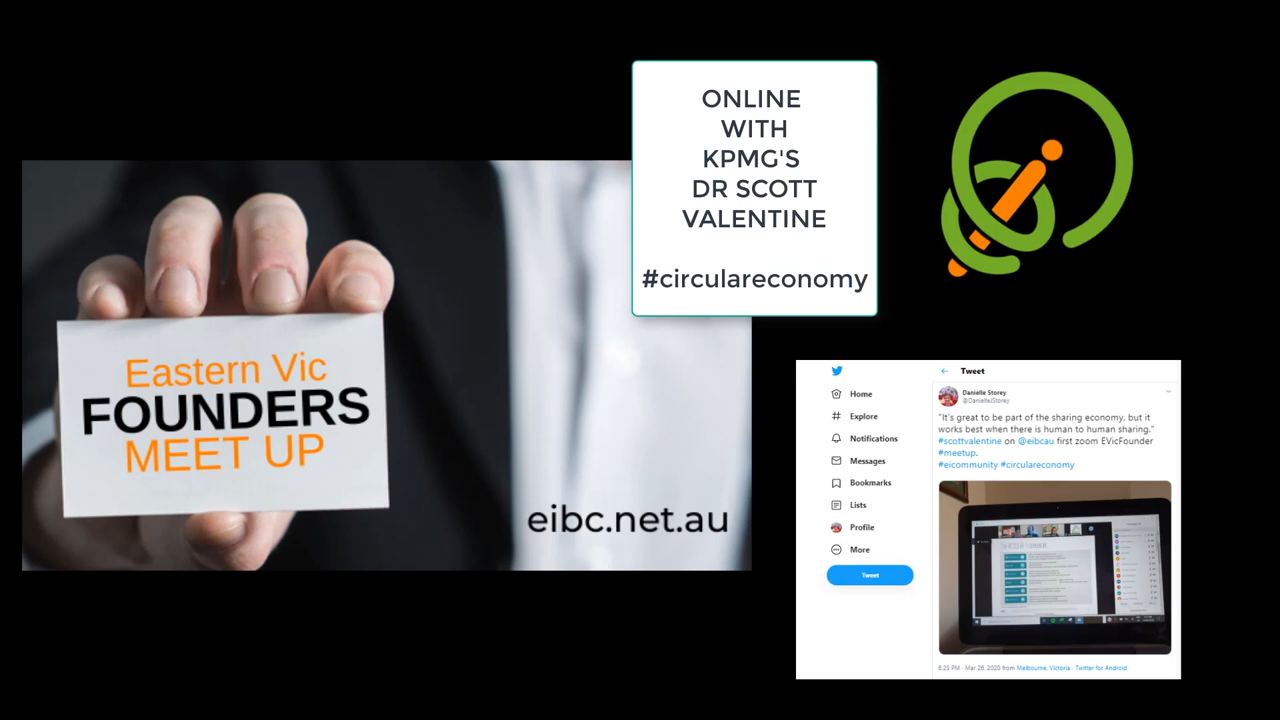 ONLINE
WITH
KPMG'S
DR SCOTT
VALENTINE
#circulareconomy
Eastern Vic
FOUNDERS
MEET UP
eibc.net.au
Tweet
Home
Explore
Notifications
Messages
Bookmarks
Lists
Profile
More
Tweet
Danielle Storey
@DanielleJStorey
"It's great to be part of the sharing economy, but it
works best when there is human to human sharing."
#scottvalentine on @eibcau first zoom EVicFounder
#meetup.
#eicommunity #circulareconomy
6:25 PM · Mar 26, 2020 from Melbourne, Victoria · Twitter for Android